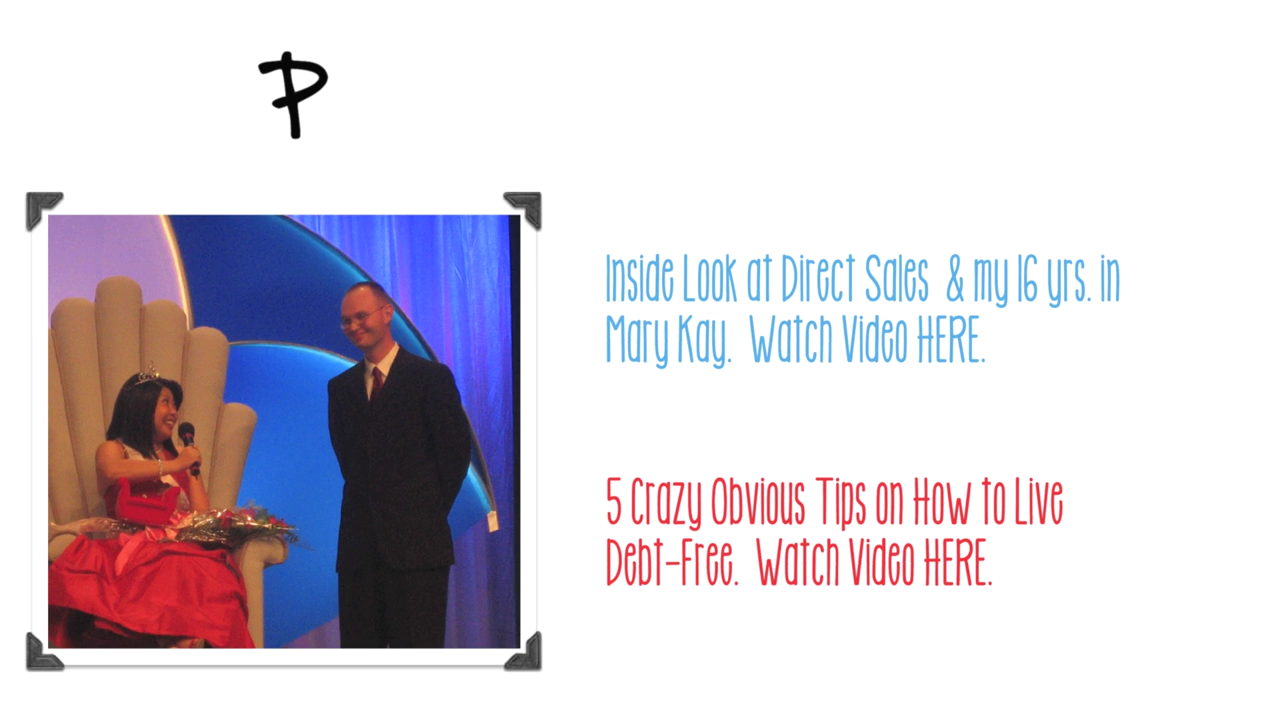 P
Inside Look at Direct Sales & my 16 yrs. in
Mary Kay. Watch Video HERE.
5 Crazy Obvious Tips on How to Live
Debt-Free. Watch Video HERE.